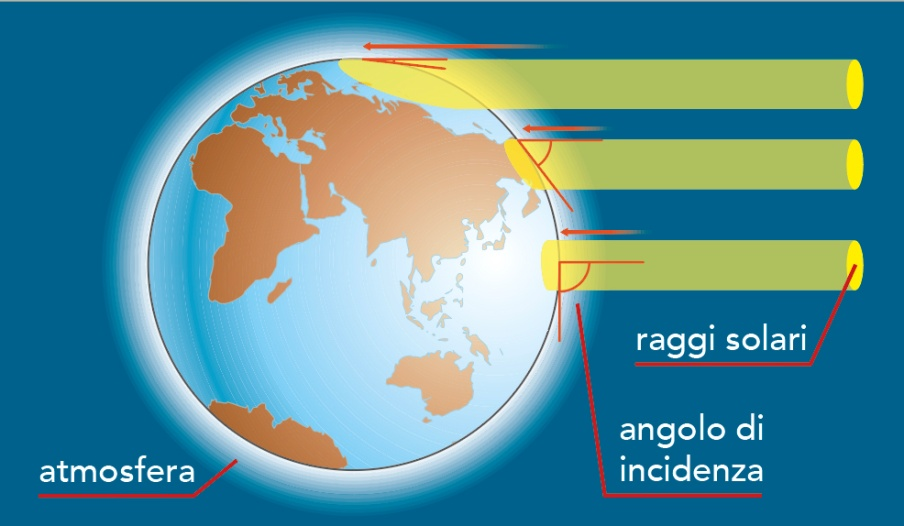 raggi solari
angolo di
incidenza
atmosfera